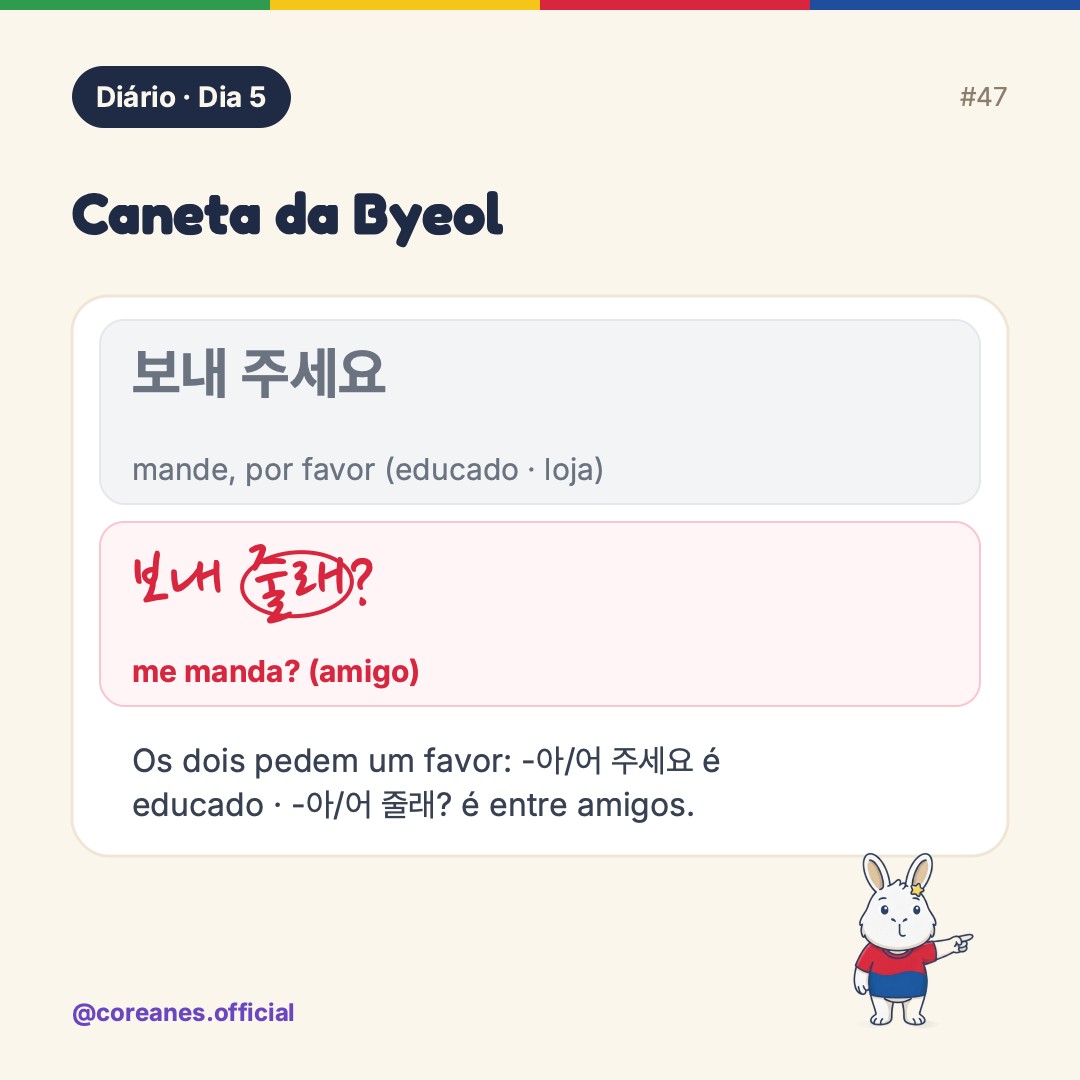 Diário · Dia 5
#47
Caneta da Byeol
보내 주세요
mande, por favor (educado · loja)
보내 줄래?
me manda? (amigo)
Os dois pedem um favor: -아/어 주세요 é
educado · -아/어 줄래? é entre amigos.
@coreanes.official